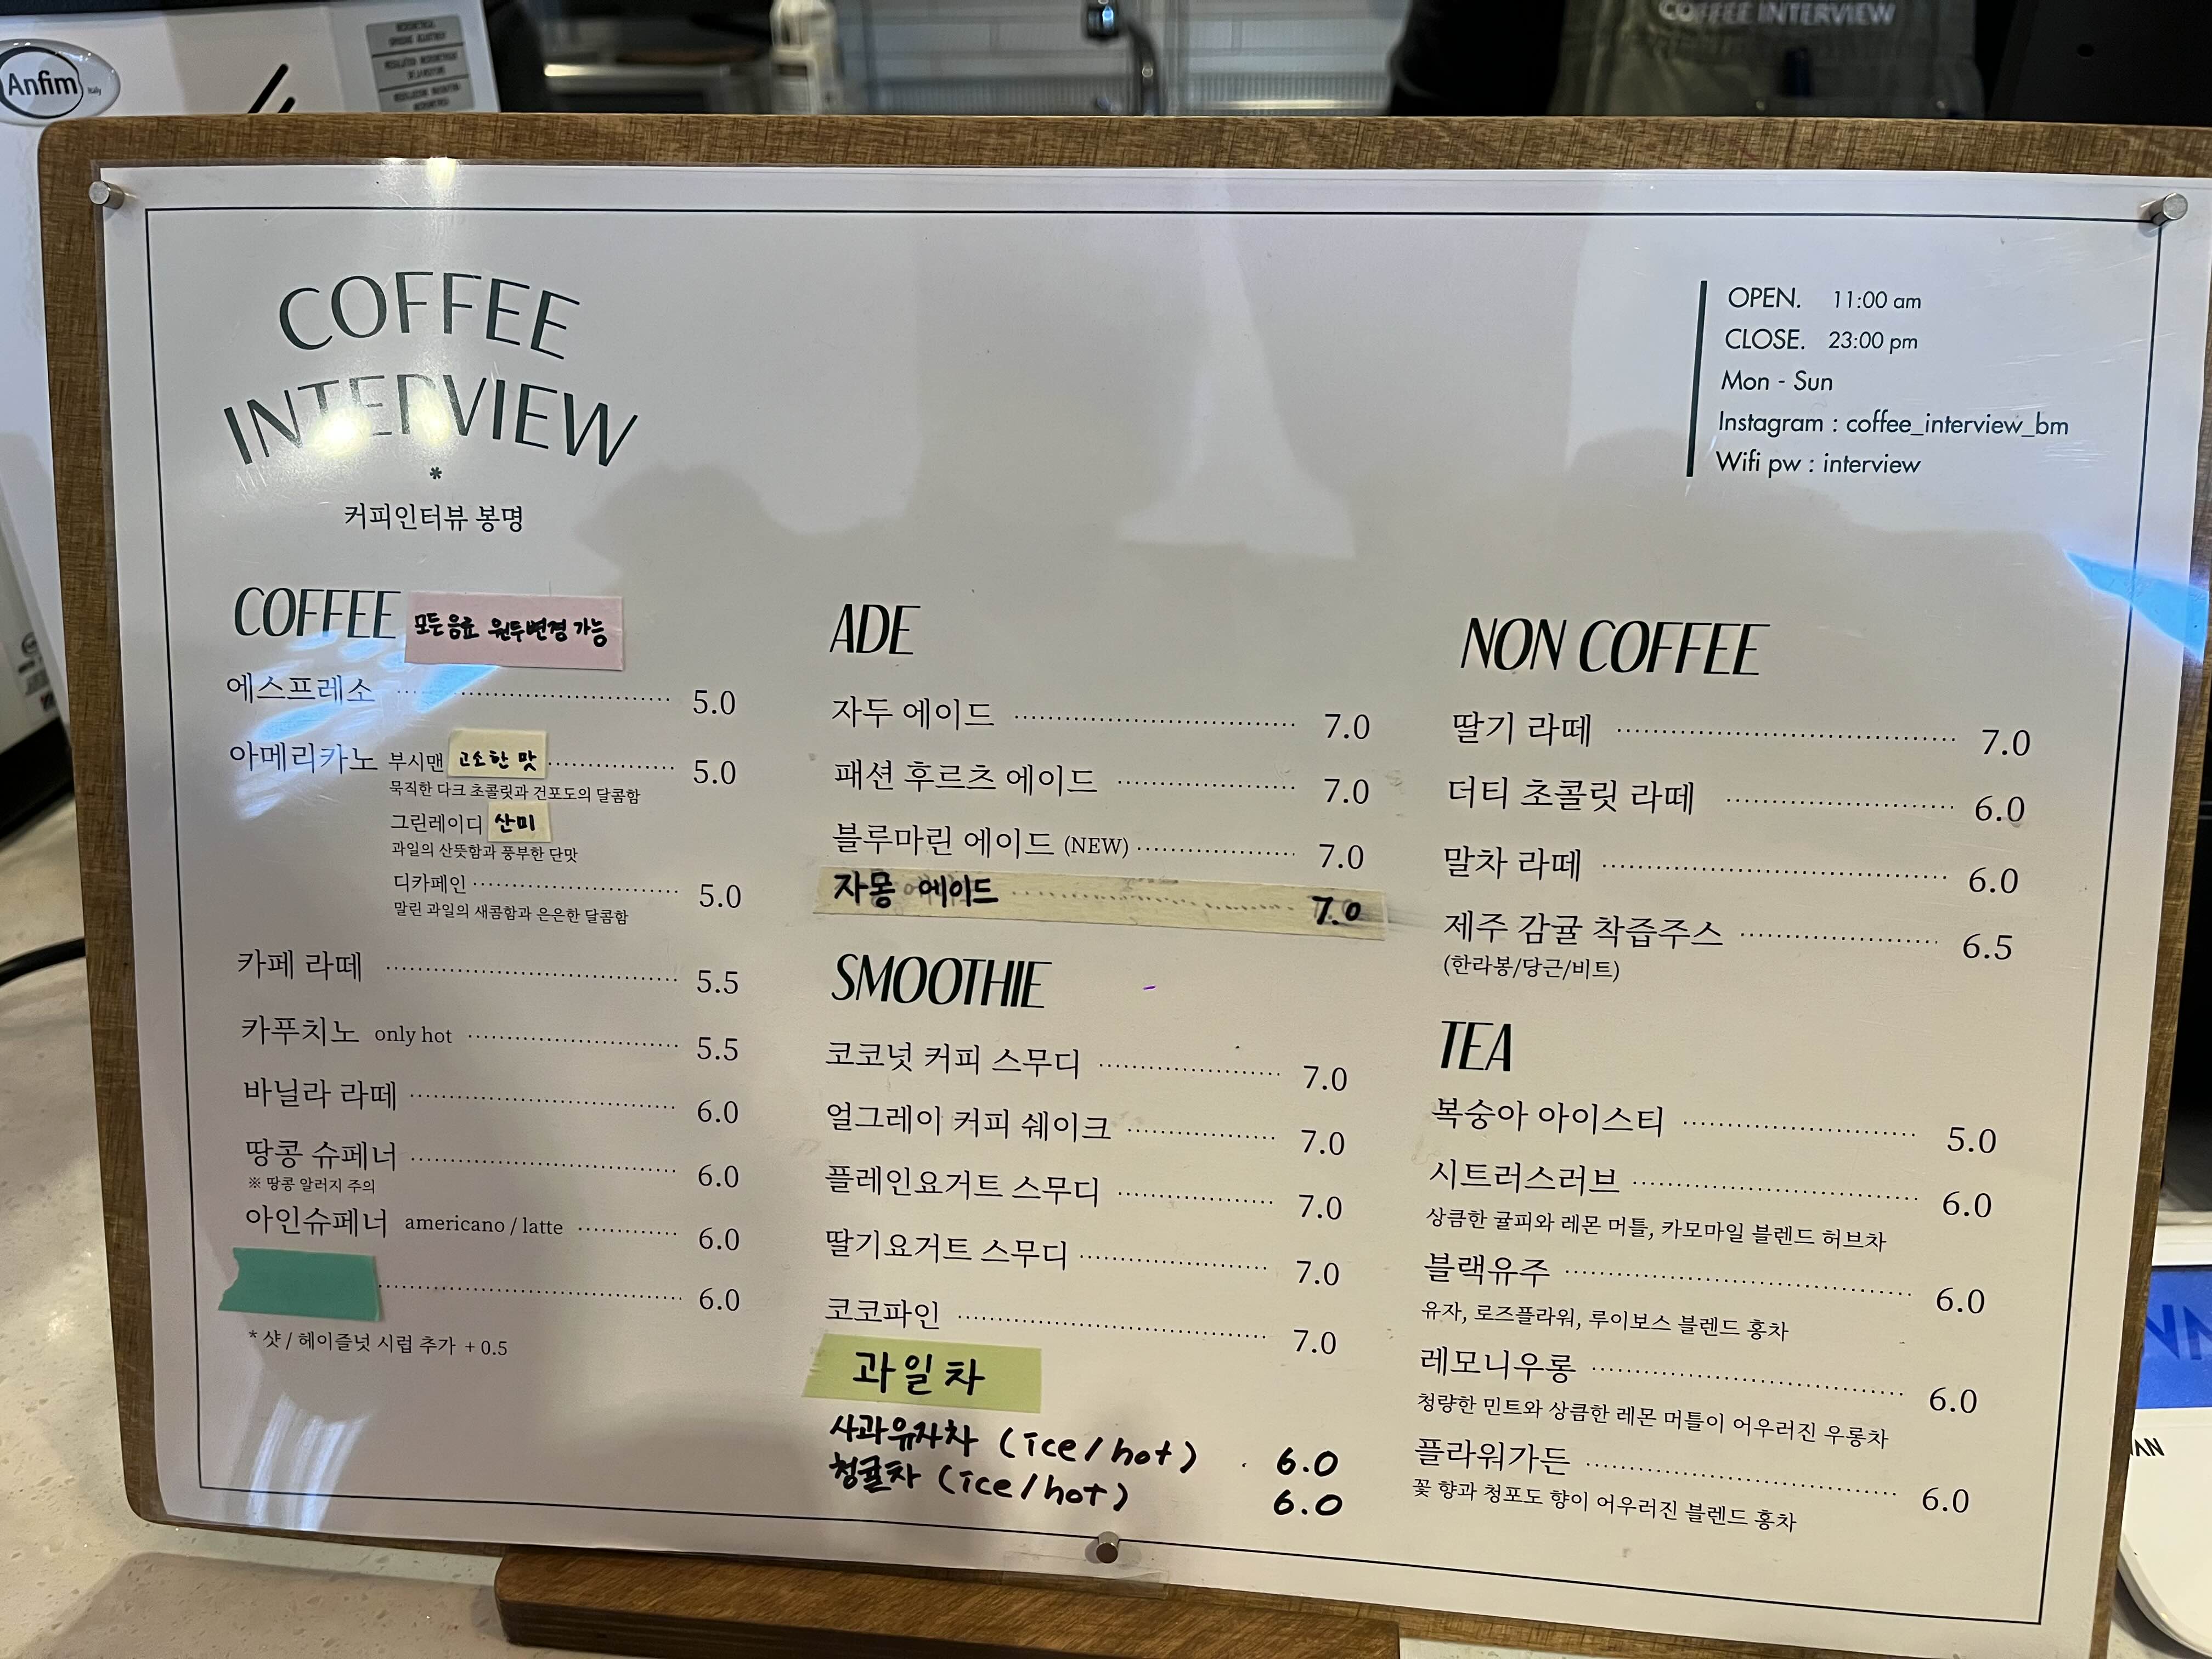 COFFEE INTERVIEW
Anfim
Italy
COFFEE
INTERVIEW
*
커피인터뷰 봉명
OPEN. 11:00 am
CLOSE. 23:00 pm
Mon - Sun
Instagram : coffee_interview_bm
Wifi pw : interview
COFFEE 모든음료 원두변경 가능
에스프레소 5.0
아메리카노 부시맨 고소한 맛 5.0
묵직한 다크 초콜릿과 건포도의 달콤함
그린레이디 산미
과일의 산뜻함과 풍부한 단맛
디카페인 5.0
말린 과일의 새콤함과 은은한 달콤함
카페 라떼 5.5
카푸치노 only hot 5.5
바닐라 라떼 6.0
땅콩 슈페너 6.0
※ 땅콩 알러지 주의
아인슈페너 americano / latte 6.0
6.0
* 샷 / 헤이즐넛 시럽 추가 + 0.5
ADE
자두 에이드 7.0
패션 후르츠 에이드 7.0
블루마린 에이드 (NEW) 7.0
자몽 에이드 7.0
SMOOTHIE
코코넛 커피 스무디 7.0
얼그레이 커피 쉐이크 7.0
플레인요거트 스무디 7.0
딸기요거트 스무디 7.0
코코파인 7.0
과일차
사과유자차 (ice/hot) 6.0
청귤차 (ice/hot) 6.0
NON COFFEE
딸기 라떼 7.0
더티 초콜릿 라떼 6.0
말차 라떼 6.0
제주 감귤 착즙주스 6.5
(한라봉/당근/비트)
TEA
복숭아 아이스티 5.0
시트러스러브 6.0
상큼한 귤피와 레몬 머틀, 카모마일 블렌드 허브차
블랙유주 6.0
유자, 로즈플라워, 루이보스 블렌드 홍차
레모니우롱 6.0
청량한 민트와 상큼한 레몬 머틀이 어우러진 우롱차
플라워가든 6.0
꽃 향과 청포도 향이 어우러진 블렌드 홍차